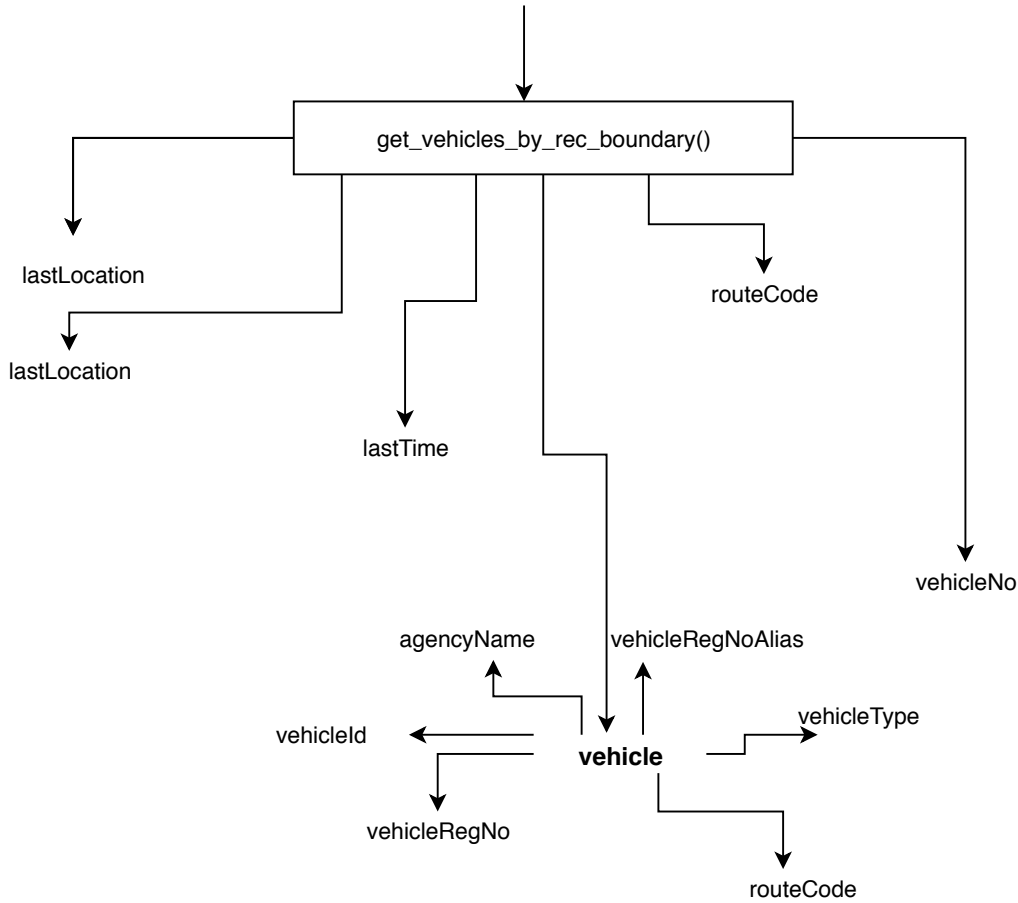 get_vehicles_by_rec_boundary()
lastLocation
routeCode
lastLocation
lastTime
vehicleNo
agencyName
vehicleRegNoAlias
vehicleType
vehicleId
vehicle
vehicleRegNo
routeCode